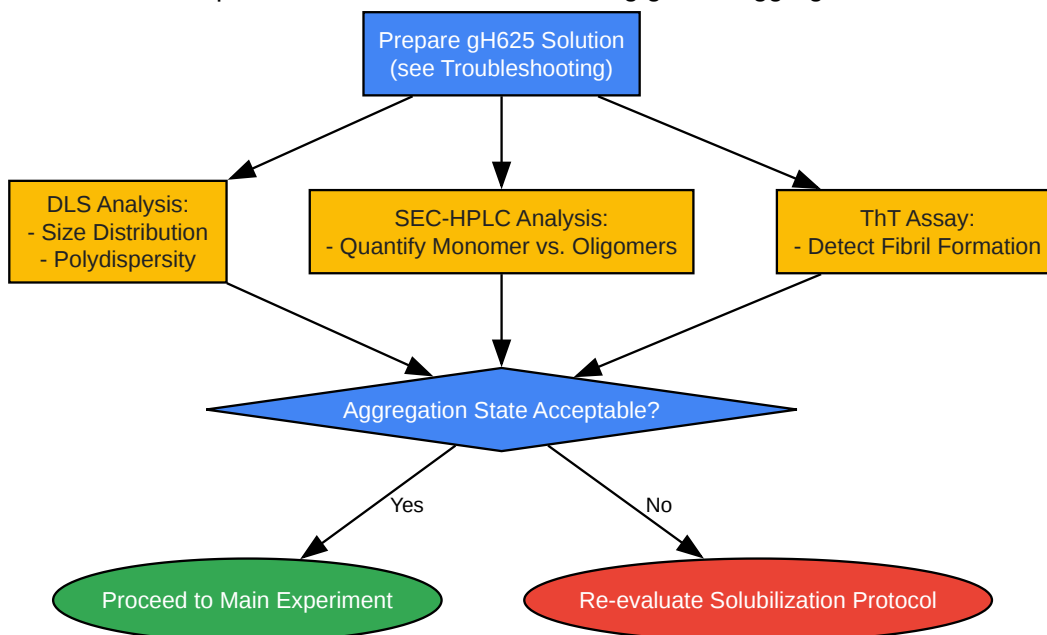 Prepare gH625 Solution
(see Troubleshooting)
DLS Analysis:
- Size Distribution
- Polydispersity
SEC-HPLC Analysis:
- Quantify Monomer vs. Oligomers
ThT Assay:
- Detect Fibril Formation
Aggregation State Acceptable?
Yes
No
Proceed to Main Experiment
Re-evaluate Solubilization Protocol